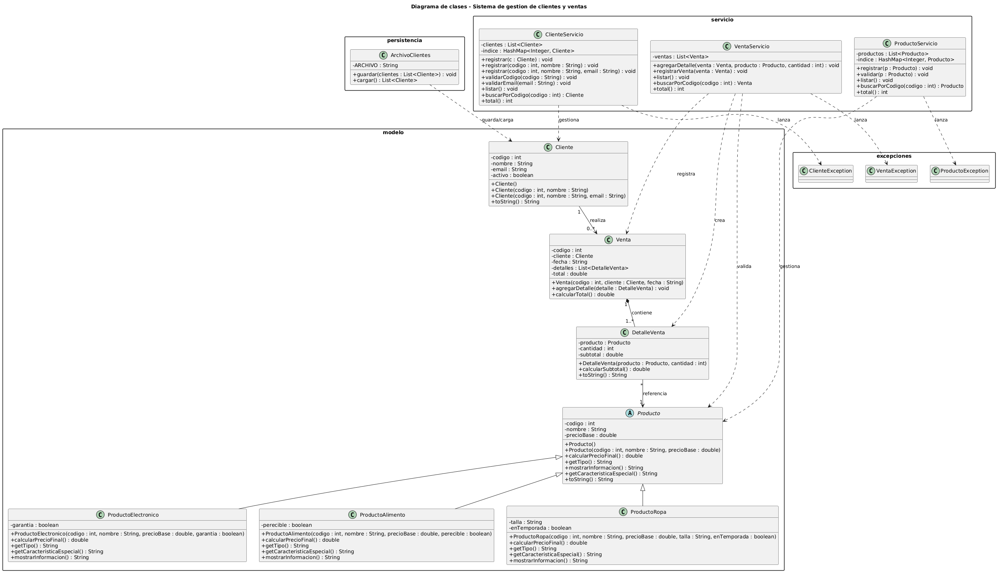 Diagrama de clases - Sistema de gestion de clientes y ventas
servicio
ClienteServicio
-clientes : List<Cliente>
-indice : HashMap<Integer, Cliente>
+registrar(c : Cliente) : void
+registrar(codigo : int, nombre : String) : void
+registrar(codigo : int, nombre : String, email : String) : void
+validarCodigo(codigo : String) : void
+validarEmail(email : String) : void
+listar() : void
+buscarPorCodigo(codigo : int) : Cliente
+total() : int
VentaServicio
-ventas : List<Venta>
+agregarDetalle(venta : Venta, producto : Producto, cantidad : int) : void
+registrarVenta(venta : Venta) : void
+listar() : void
+buscarPorCodigo(codigo : int) : Venta
+total() : int
ProductoServicio
-productos : List<Producto>
-indice : HashMap<Integer, Producto>
+registrar(p : Producto) : void
+validar(p : Producto) : void
+listar() : void
+buscarPorCodigo(codigo : int) : Producto
+total() : int
persistencia
ArchivoClientes
-ARCHIVO : String
+guardar(clientes : List<Cliente>) : void
+cargar() : List<Cliente>
guarda/carga
gestiona
lanza
lanza
lanza
modelo
Cliente
-codigo : int
-nombre : String
-email : String
-activo : boolean
+Cliente()
+Cliente(codigo : int, nombre : String)
+Cliente(codigo : int, nombre : String, email : String)
+toString() : String
excepciones
ClienteException
VentaException
ProductoException
registra
1
realiza
0..*
crea
Venta
-codigo : int
-cliente : Cliente
-fecha : String
-detalles : List<DetalleVenta>
-total : double
+Venta(codigo : int, cliente : Cliente, fecha : String)
+agregarDetalle(detalle : DetalleVenta) : void
+calcularTotal() : double
valida
gestiona
1
contiene
1..*
DetalleVenta
-producto : Producto
-cantidad : int
-subtotal : double
+DetalleVenta(producto : Producto, cantidad : int)
+calcularSubtotal() : double
+toString() : String
*
referencia
1
Producto
-codigo : int
-nombre : String
-precioBase : double
+Producto()
+Producto(codigo : int, nombre : String, precioBase : double)
+calcularPrecioFinal() : double
+getTipo() : String
+mostrarInformacion() : String
+getCaracteristicaEspecial() : String
+toString() : String
ProductoElectronico
-garantia : boolean
+ProductoElectronico(codigo : int, nombre : String, precioBase : double, garantia : boolean)
+calcularPrecioFinal() : double
+getTipo() : String
+getCaracteristicaEspecial() : String
+mostrarInformacion() : String
ProductoAlimento
-perecible : boolean
+ProductoAlimento(codigo : int, nombre : String, precioBase : double, perecible : boolean)
+calcularPrecioFinal() : double
+getTipo() : String
+getCaracteristicaEspecial() : String
+mostrarInformacion() : String
ProductoRopa
-talla : String
-enTemporada : boolean
+ProductoRopa(codigo : int, nombre : String, precioBase : double, talla : String, enTemporada : boolean)
+calcularPrecioFinal() : double
+getTipo() : String
+getCaracteristicaEspecial() : String
+mostrarInformacion() : String